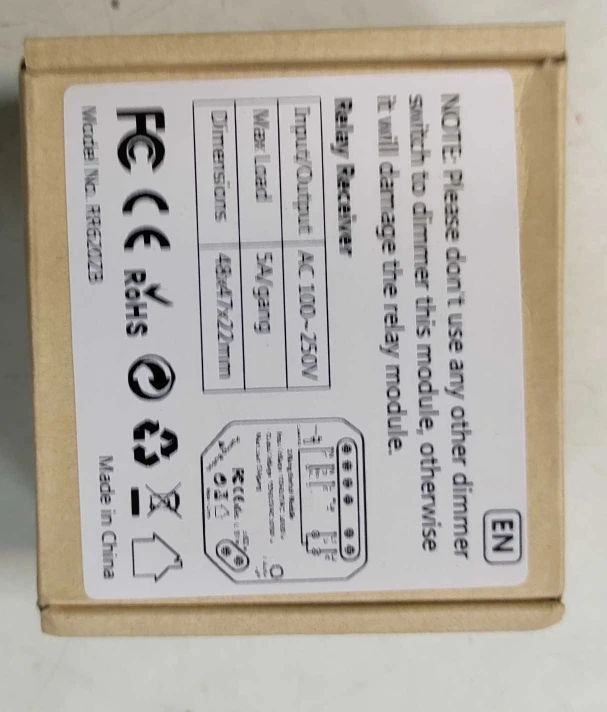 EN
NOTE: Please don't use any other dimmer
switch to dimmer this module, otherwise
it will damage the relay module.
Relay Receiver
Input/Output AC 100~250V
Max Load 5A/gang
Dimensions 48x47x22mm
FC CE RoHS
Model No. Made in China